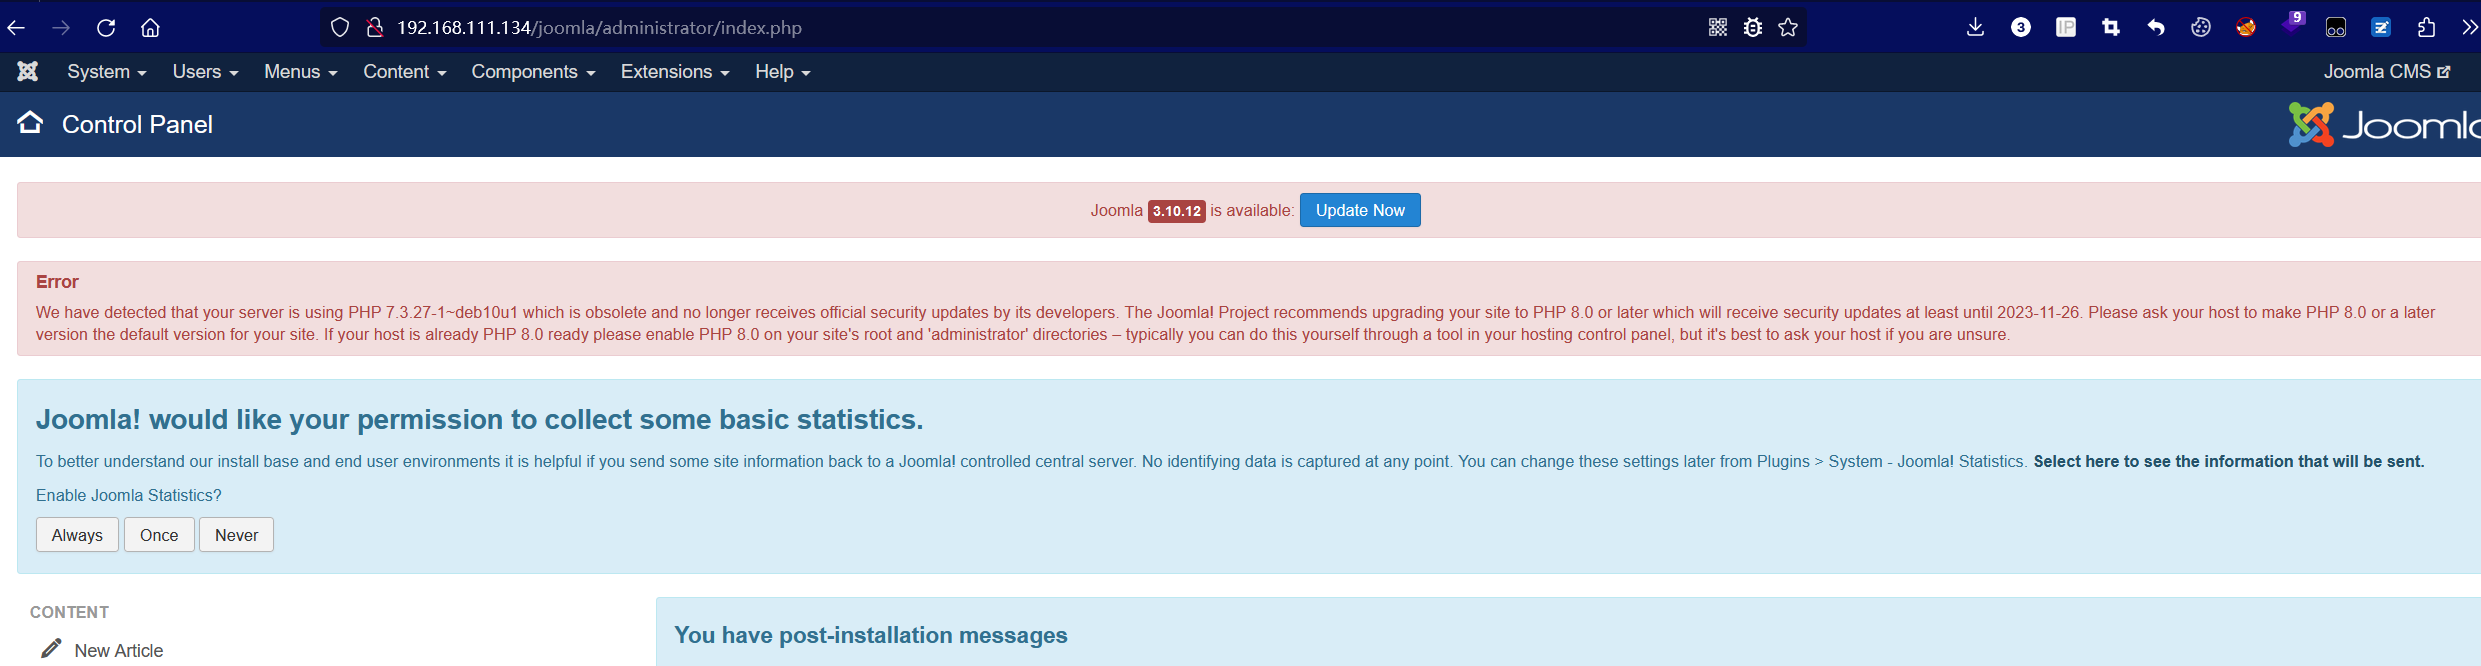 192.168.111.134/joomla/administrator/index.php
3 IP 9
System Users Menus Content Components Extensions Help Joomla CMS
Control Panel
Joomla 3.10.12 is available: Update Now
Error
We have detected that your server is using PHP 7.3.27-1~deb10u1 which is obsolete and no longer receives official security updates by its developers. The Joomla! Project recommends upgrading your site to PHP 8.0 or later which will receive security updates at least until 2023-11-26. Please ask your host to make PHP 8.0 or a later
version the default version for your site. If your host is already PHP 8.0 ready please enable PHP 8.0 on your site's root and 'administrator' directories – typically you can do this yourself through a tool in your hosting control panel, but it's best to ask your host if you are unsure.
Joomla! would like your permission to collect some basic statistics.
To better understand our install base and end user environments it is helpful if you send some site information back to a Joomla! controlled central server. No identifying data is captured at any point. You can change these settings later from Plugins > System - Joomla! Statistics. Select here to see the information that will be sent.
Enable Joomla Statistics?
Always Once Never
CONTENT
You have post-installation messages
New Article